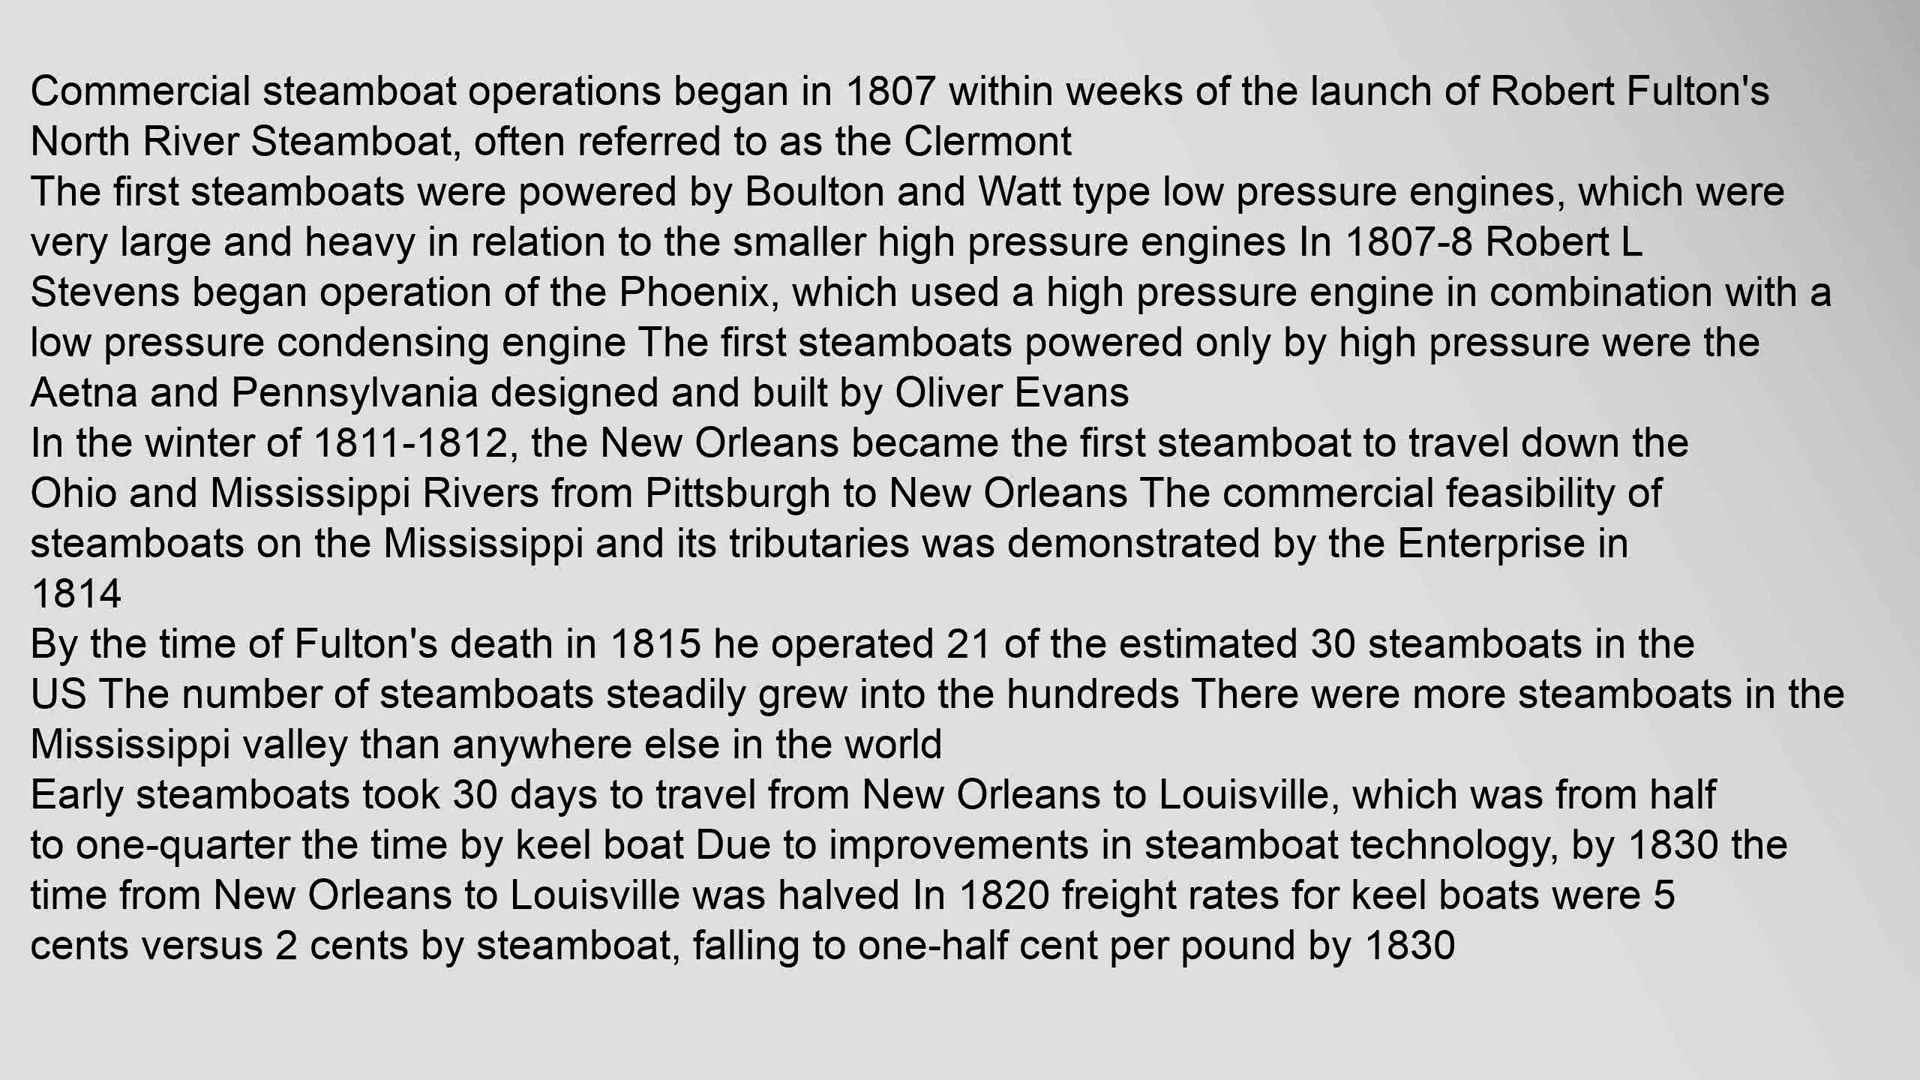 Commercial steamboat operations began in 1807 within weeks of the launch of Robert Fulton's
North River Steamboat, often referred to as the Clermont
The first steamboats were powered by Boulton and Watt type low pressure engines, which were
very large and heavy in relation to the smaller high pressure engines In 1807-8 Robert L
Stevens began operation of the Phoenix, which used a high pressure engine in combination with a
low pressure condensing engine The first steamboats powered only by high pressure were the
Aetna and Pennsylvania designed and built by Oliver Evans
In the winter of 1811-1812, the New Orleans became the first steamboat to travel down the
Ohio and Mississippi Rivers from Pittsburgh to New Orleans The commercial feasibility of
steamboats on the Mississippi and its tributaries was demonstrated by the Enterprise in
1814
By the time of Fulton's death in 1815 he operated 21 of the estimated 30 steamboats in the
US The number of steamboats steadily grew into the hundreds There were more steamboats in the
Mississippi valley than anywhere else in the world
Early steamboats took 30 days to travel from New Orleans to Louisville, which was from half
to one-quarter the time by keel boat Due to improvements in steamboat technology, by 1830 the
time from New Orleans to Louisville was halved In 1820 freight rates for keel boats were 5
cents versus 2 cents by steamboat, falling to one-half cent per pound by 1830